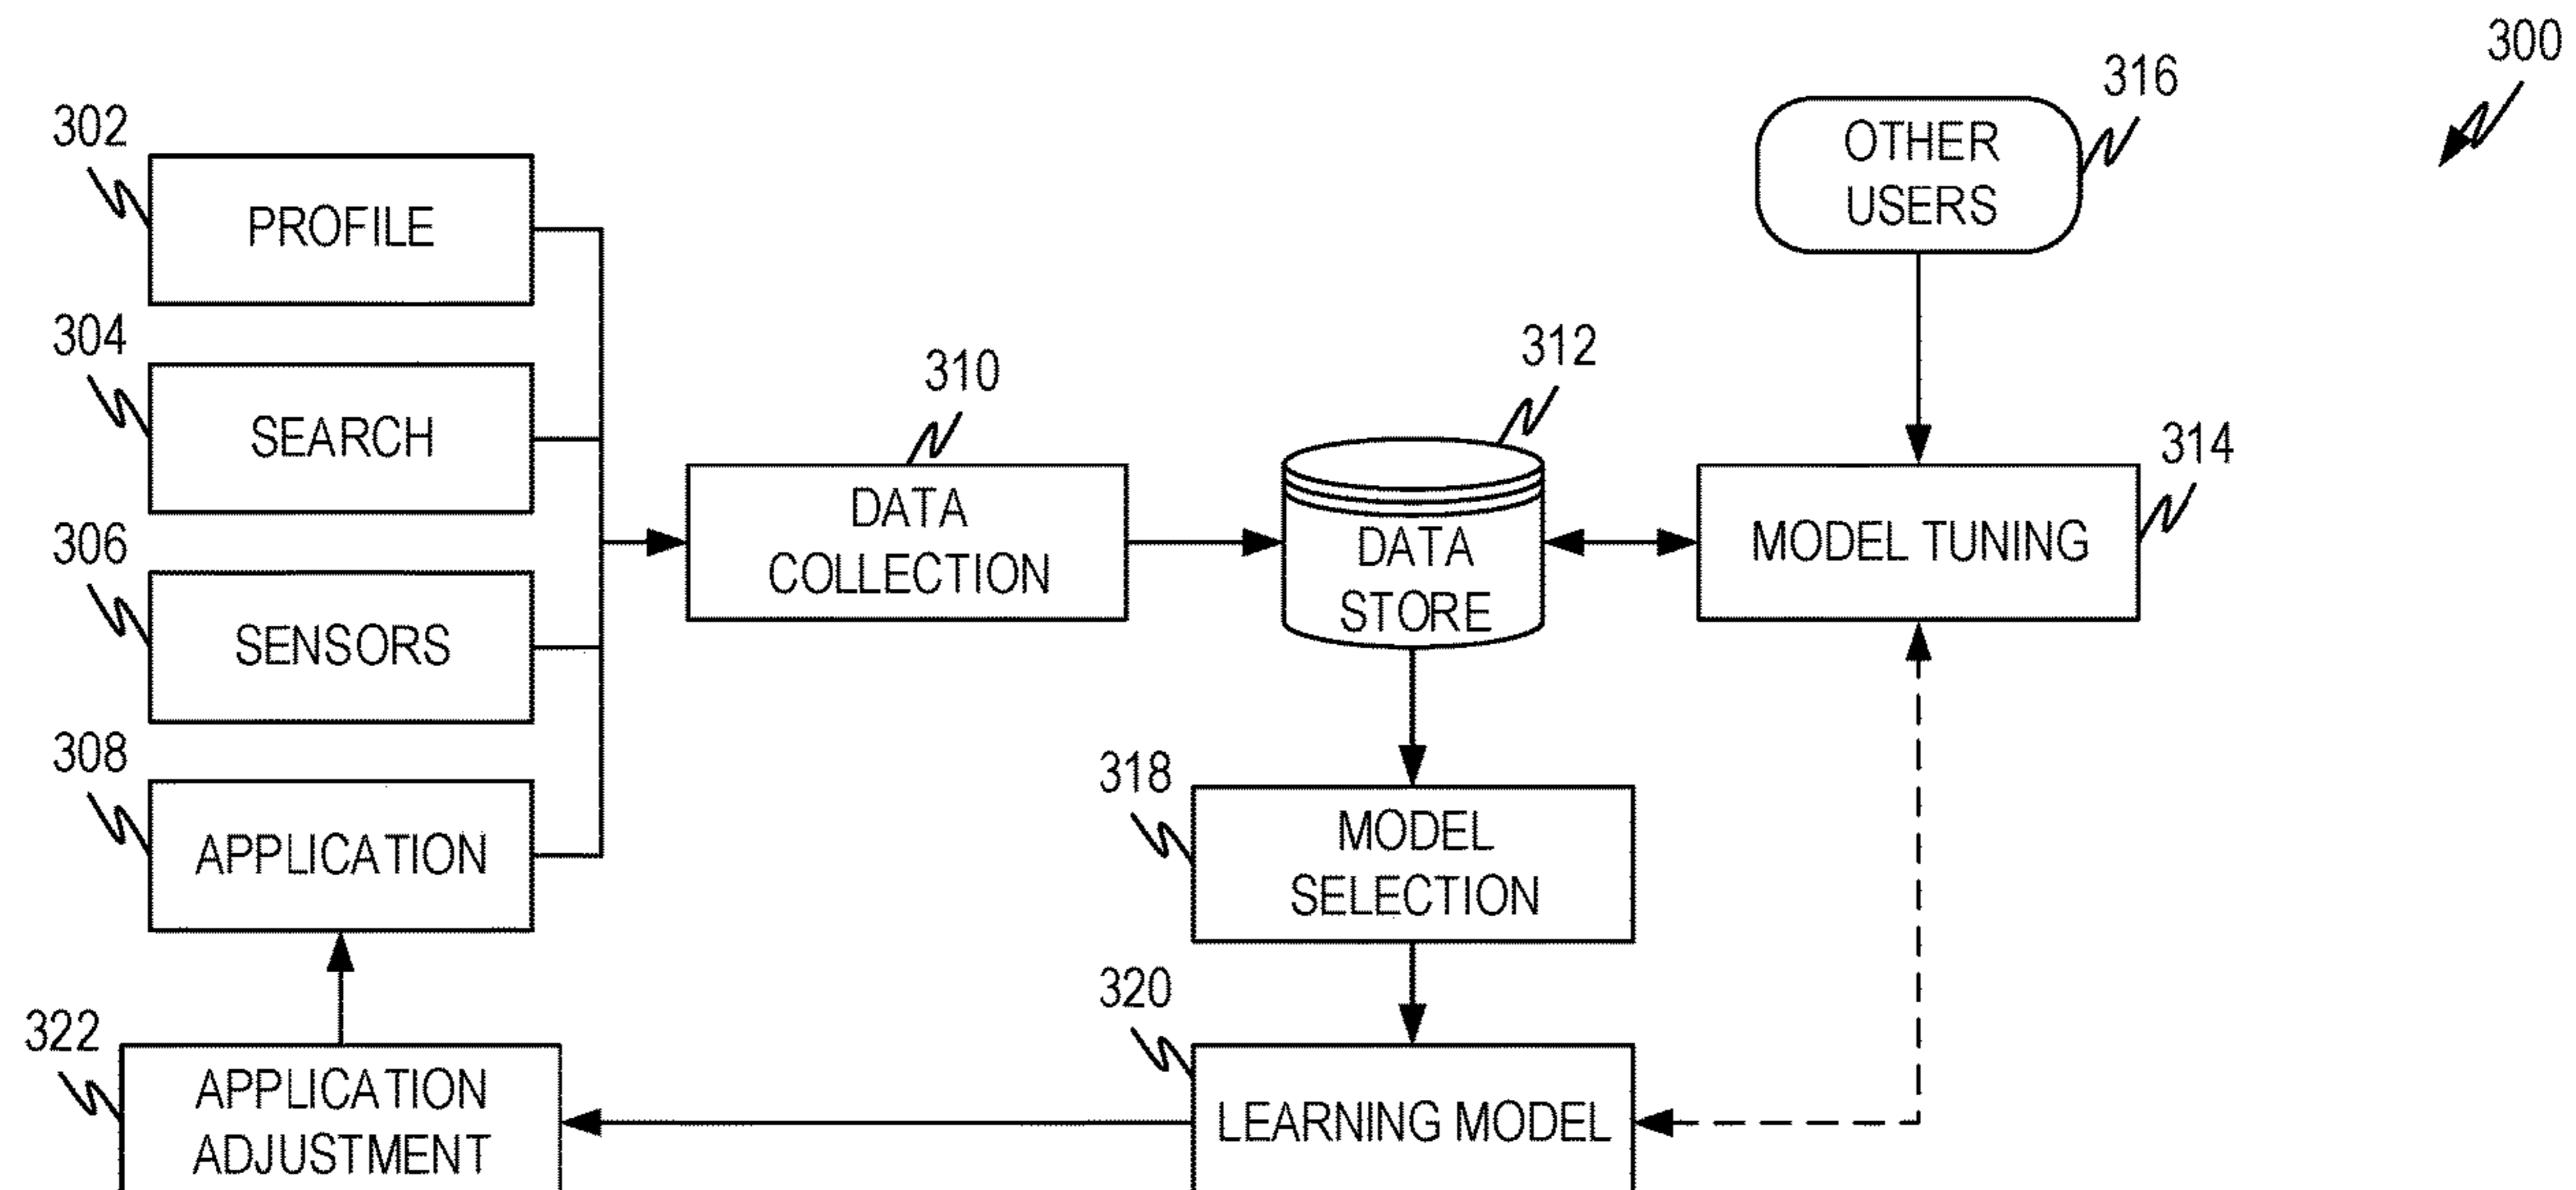 300
316
OTHER
USERS
302
PROFILE
304
SEARCH
310
DATA
COLLECTION
312
DATA
STORE
314
MODEL TUNING
306
SENSORS
308
APPLICATION
318
MODEL
SELECTION
320
LEARNING MODEL
322
APPLICATION
ADJUSTMENT